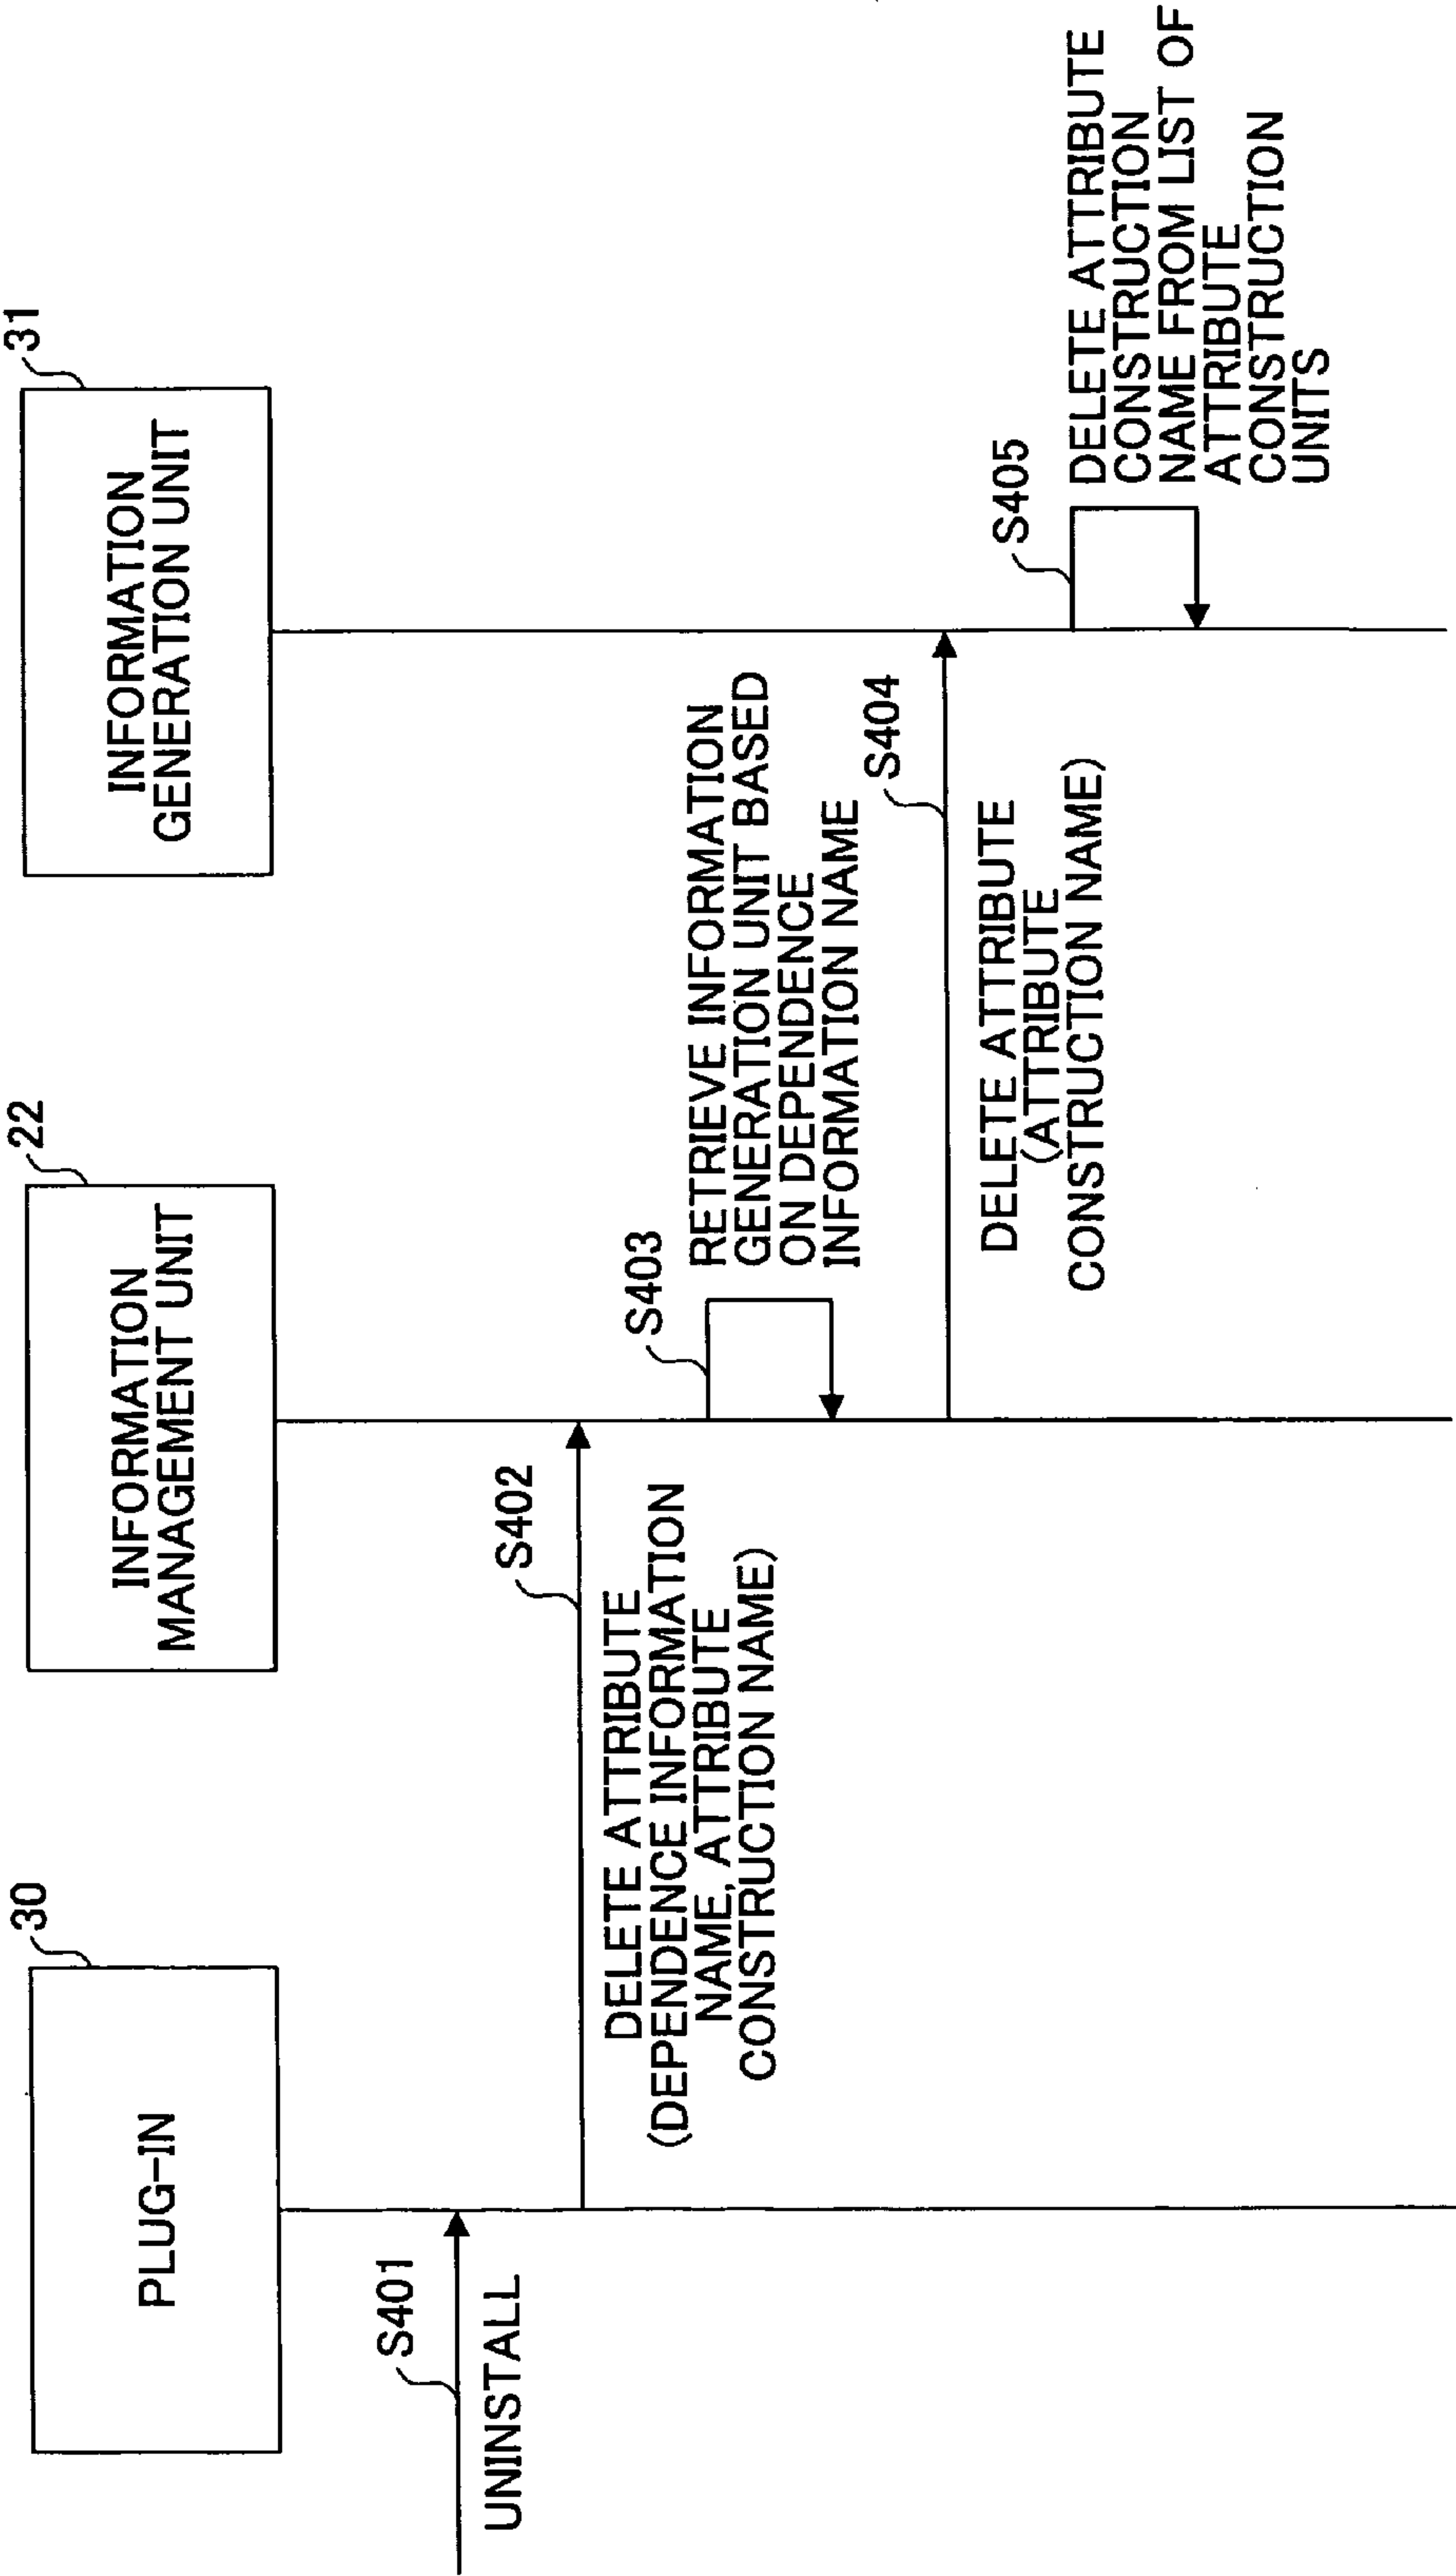 30
PLUG-IN
22
INFORMATION
MANAGEMENT UNIT
31
INFORMATION
GENERATION UNIT
S401
UNINSTALL
S402
DELETE ATTRIBUTE
(DEPENDENCE INFORMATION
NAME, ATTRIBUTE
CONSTRUCTION NAME)
S403
RETRIEVE INFORMATION
GENERATION UNIT BASED
ON DEPENDENCE
INFORMATION NAME
S404
DELETE ATTRIBUTE
(ATTRIBUTE
CONSTRUCTION NAME)
S405
DELETE ATTRIBUTE
CONSTRUCTION
NAME FROM LIST OF
ATTRIBUTE
CONSTRUCTION
UNITS